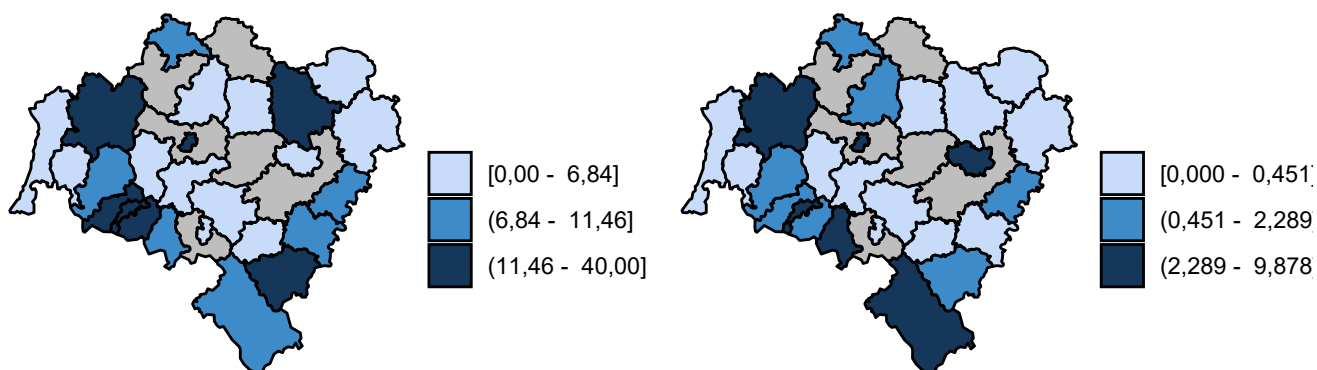 [0,00 - 6,84]
(6,84 - 11,46]
(11,46 - 40,00]
[0,000 - 0,451]
(0,451 - 2,289]
(2,289 - 9,878]